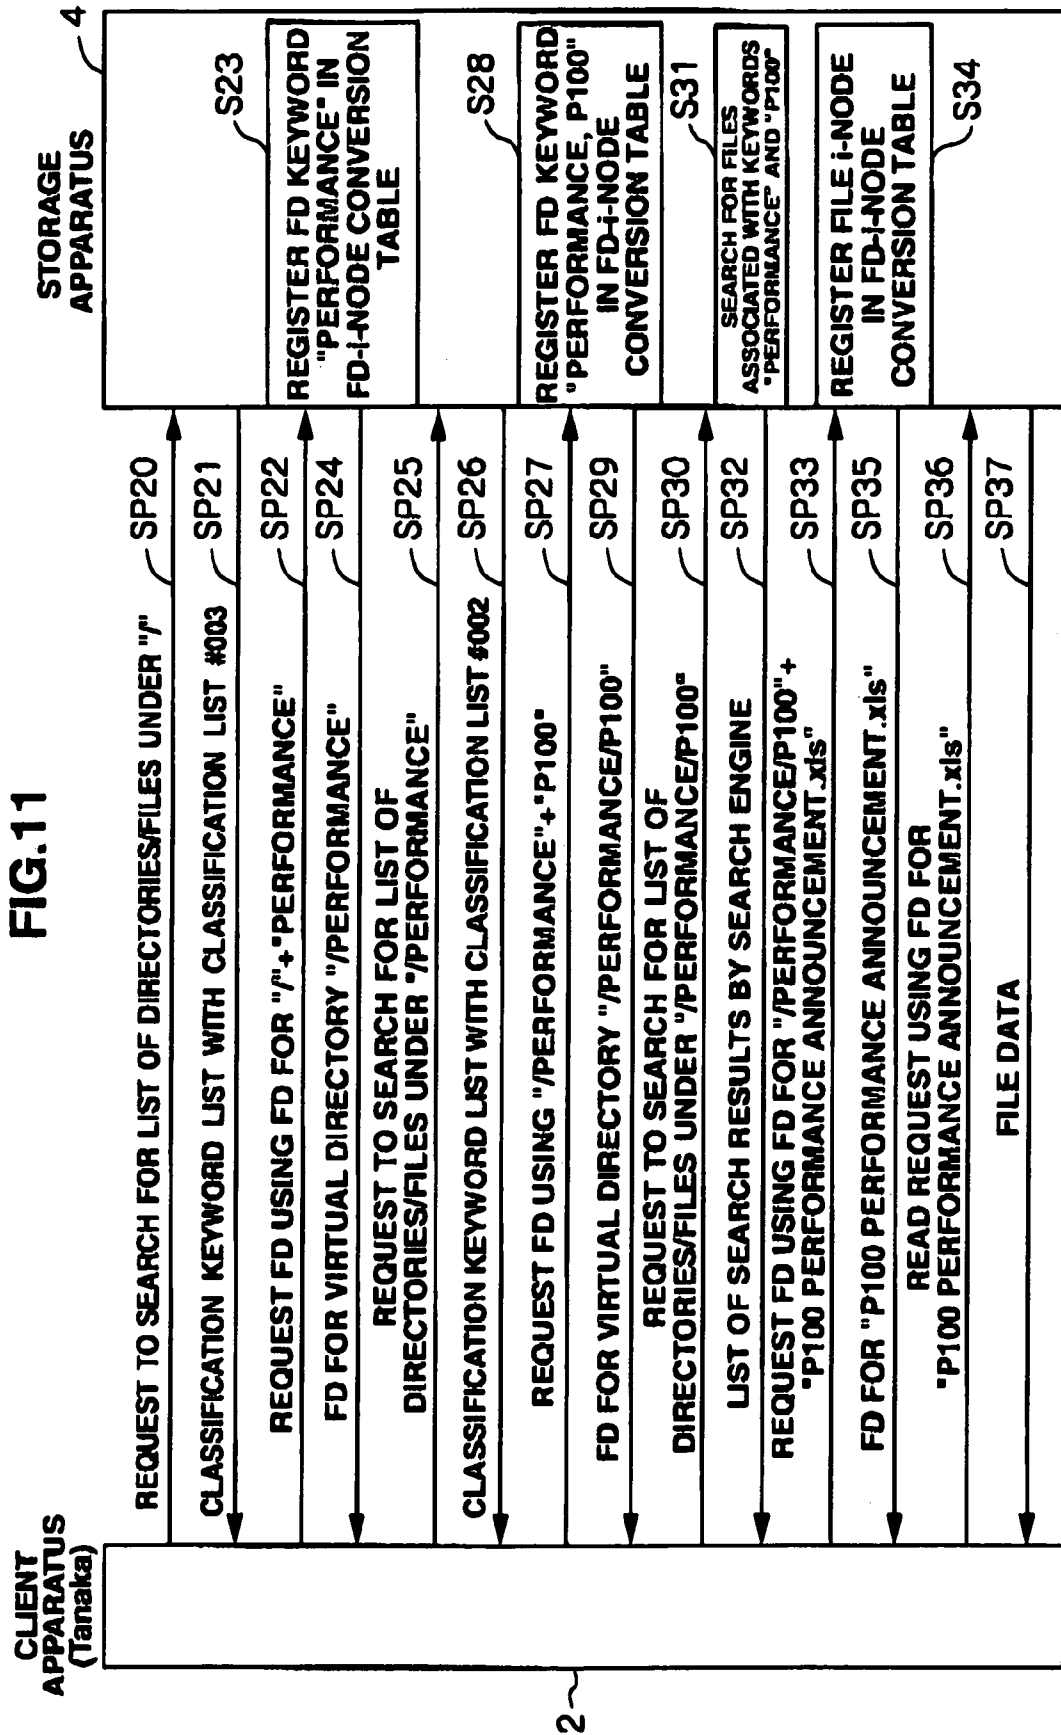 FIG.11
CLIENT
APPARATUS
(Tanaka)
2
STORAGE
APPARATUS
4
REQUEST TO SEARCH FOR LIST OF DIRECTORIES/FILES UNDER "/"
SP20
CLASSIFICATION KEYWORD LIST WITH CLASSIFICATION LIST #003
SP21
REQUEST FD USING FD FOR "/"+"PERFORMANCE"
SP22
S23
REGISTER FD KEYWORD
"PERFORMANCE" IN
FD-i-NODE CONVERSION
TABLE
FD FOR VIRTUAL DIRECTORY "/PERFORMANCE"
SP24
REQUEST TO SEARCH FOR LIST OF
DIRECTORIES/FILES UNDER "/PERFORMANCE"
SP25
CLASSIFICATION KEYWORD LIST WITH CLASSIFICATION LIST #002
SP26
REQUEST FD USING "/PERFORMANCE"+"P100"
SP27
S28
REGISTER FD KEYWORD
"PERFORMANCE, P100"
IN FD-i-NODE
CONVERSION TABLE
FD FOR VIRTUAL DIRECTORY "/PERFORMANCE/P100"
SP29
REQUEST TO SEARCH FOR LIST OF
DIRECTORIES/FILES UNDER "/PERFORMANCE/P100"
SP30
S31
SEARCH FOR FILES
ASSOCIATED WITH KEYWORDS
"PERFORMANCE" AND "P100"
LIST OF SEARCH RESULTS BY SEARCH ENGINE
SP32
REQUEST FD USING FD FOR "/PERFORMANCE/P100"+
"P100 PERFORMANCE ANNOUNCEMENT.xls"
SP33
REGISTER FILE i-NODE
IN FD-i-NODE
CONVERSION TABLE
S34
FD FOR "P100 PERFORMANCE ANNOUNCEMENT.xls"
SP35
READ REQUEST USING FD FOR
"P100 PERFORMANCE ANNOUNCEMENT.xls"
SP36
FILE DATA
SP37